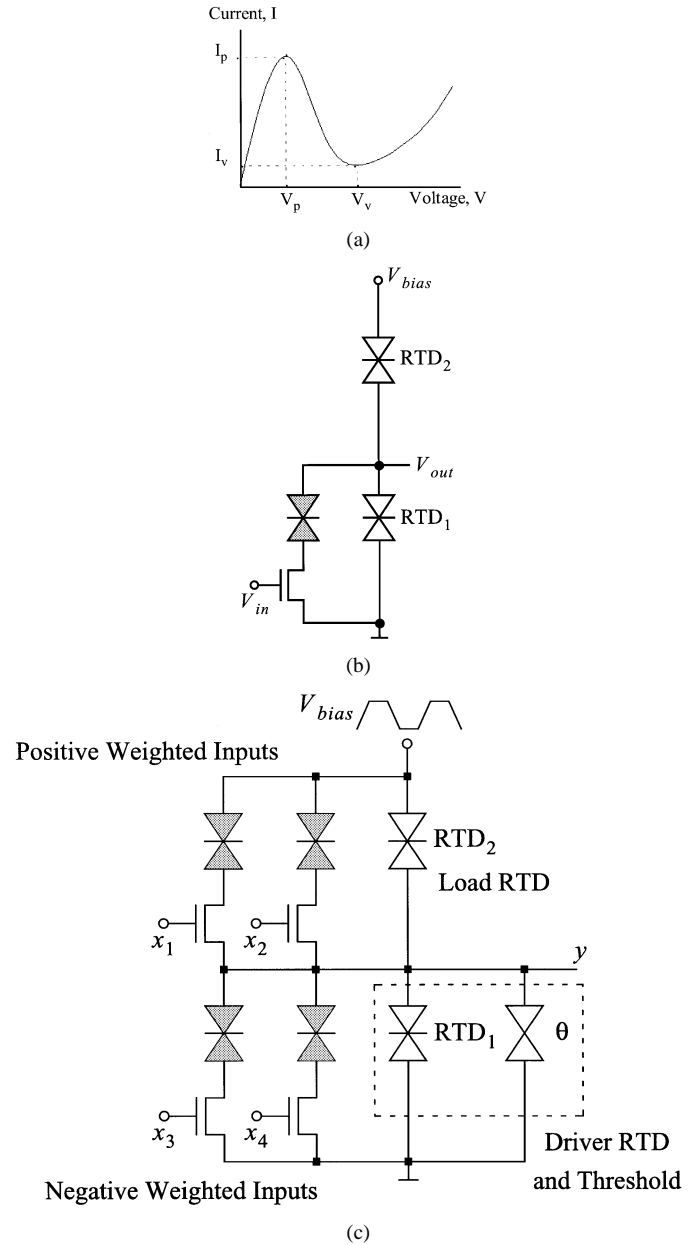 Current, I
I_p
I_v
V_p
V_v
Voltage, V
(a)
V_bias
RTD_2
V_out
RTD_1
V_in
(b)
V_bias
Positive Weighted Inputs
RTD_2
Load RTD
x_1
x_2
y
RTD_1
θ
x_3
x_4
Driver RTD
and Threshold
Negative Weighted Inputs
(c)